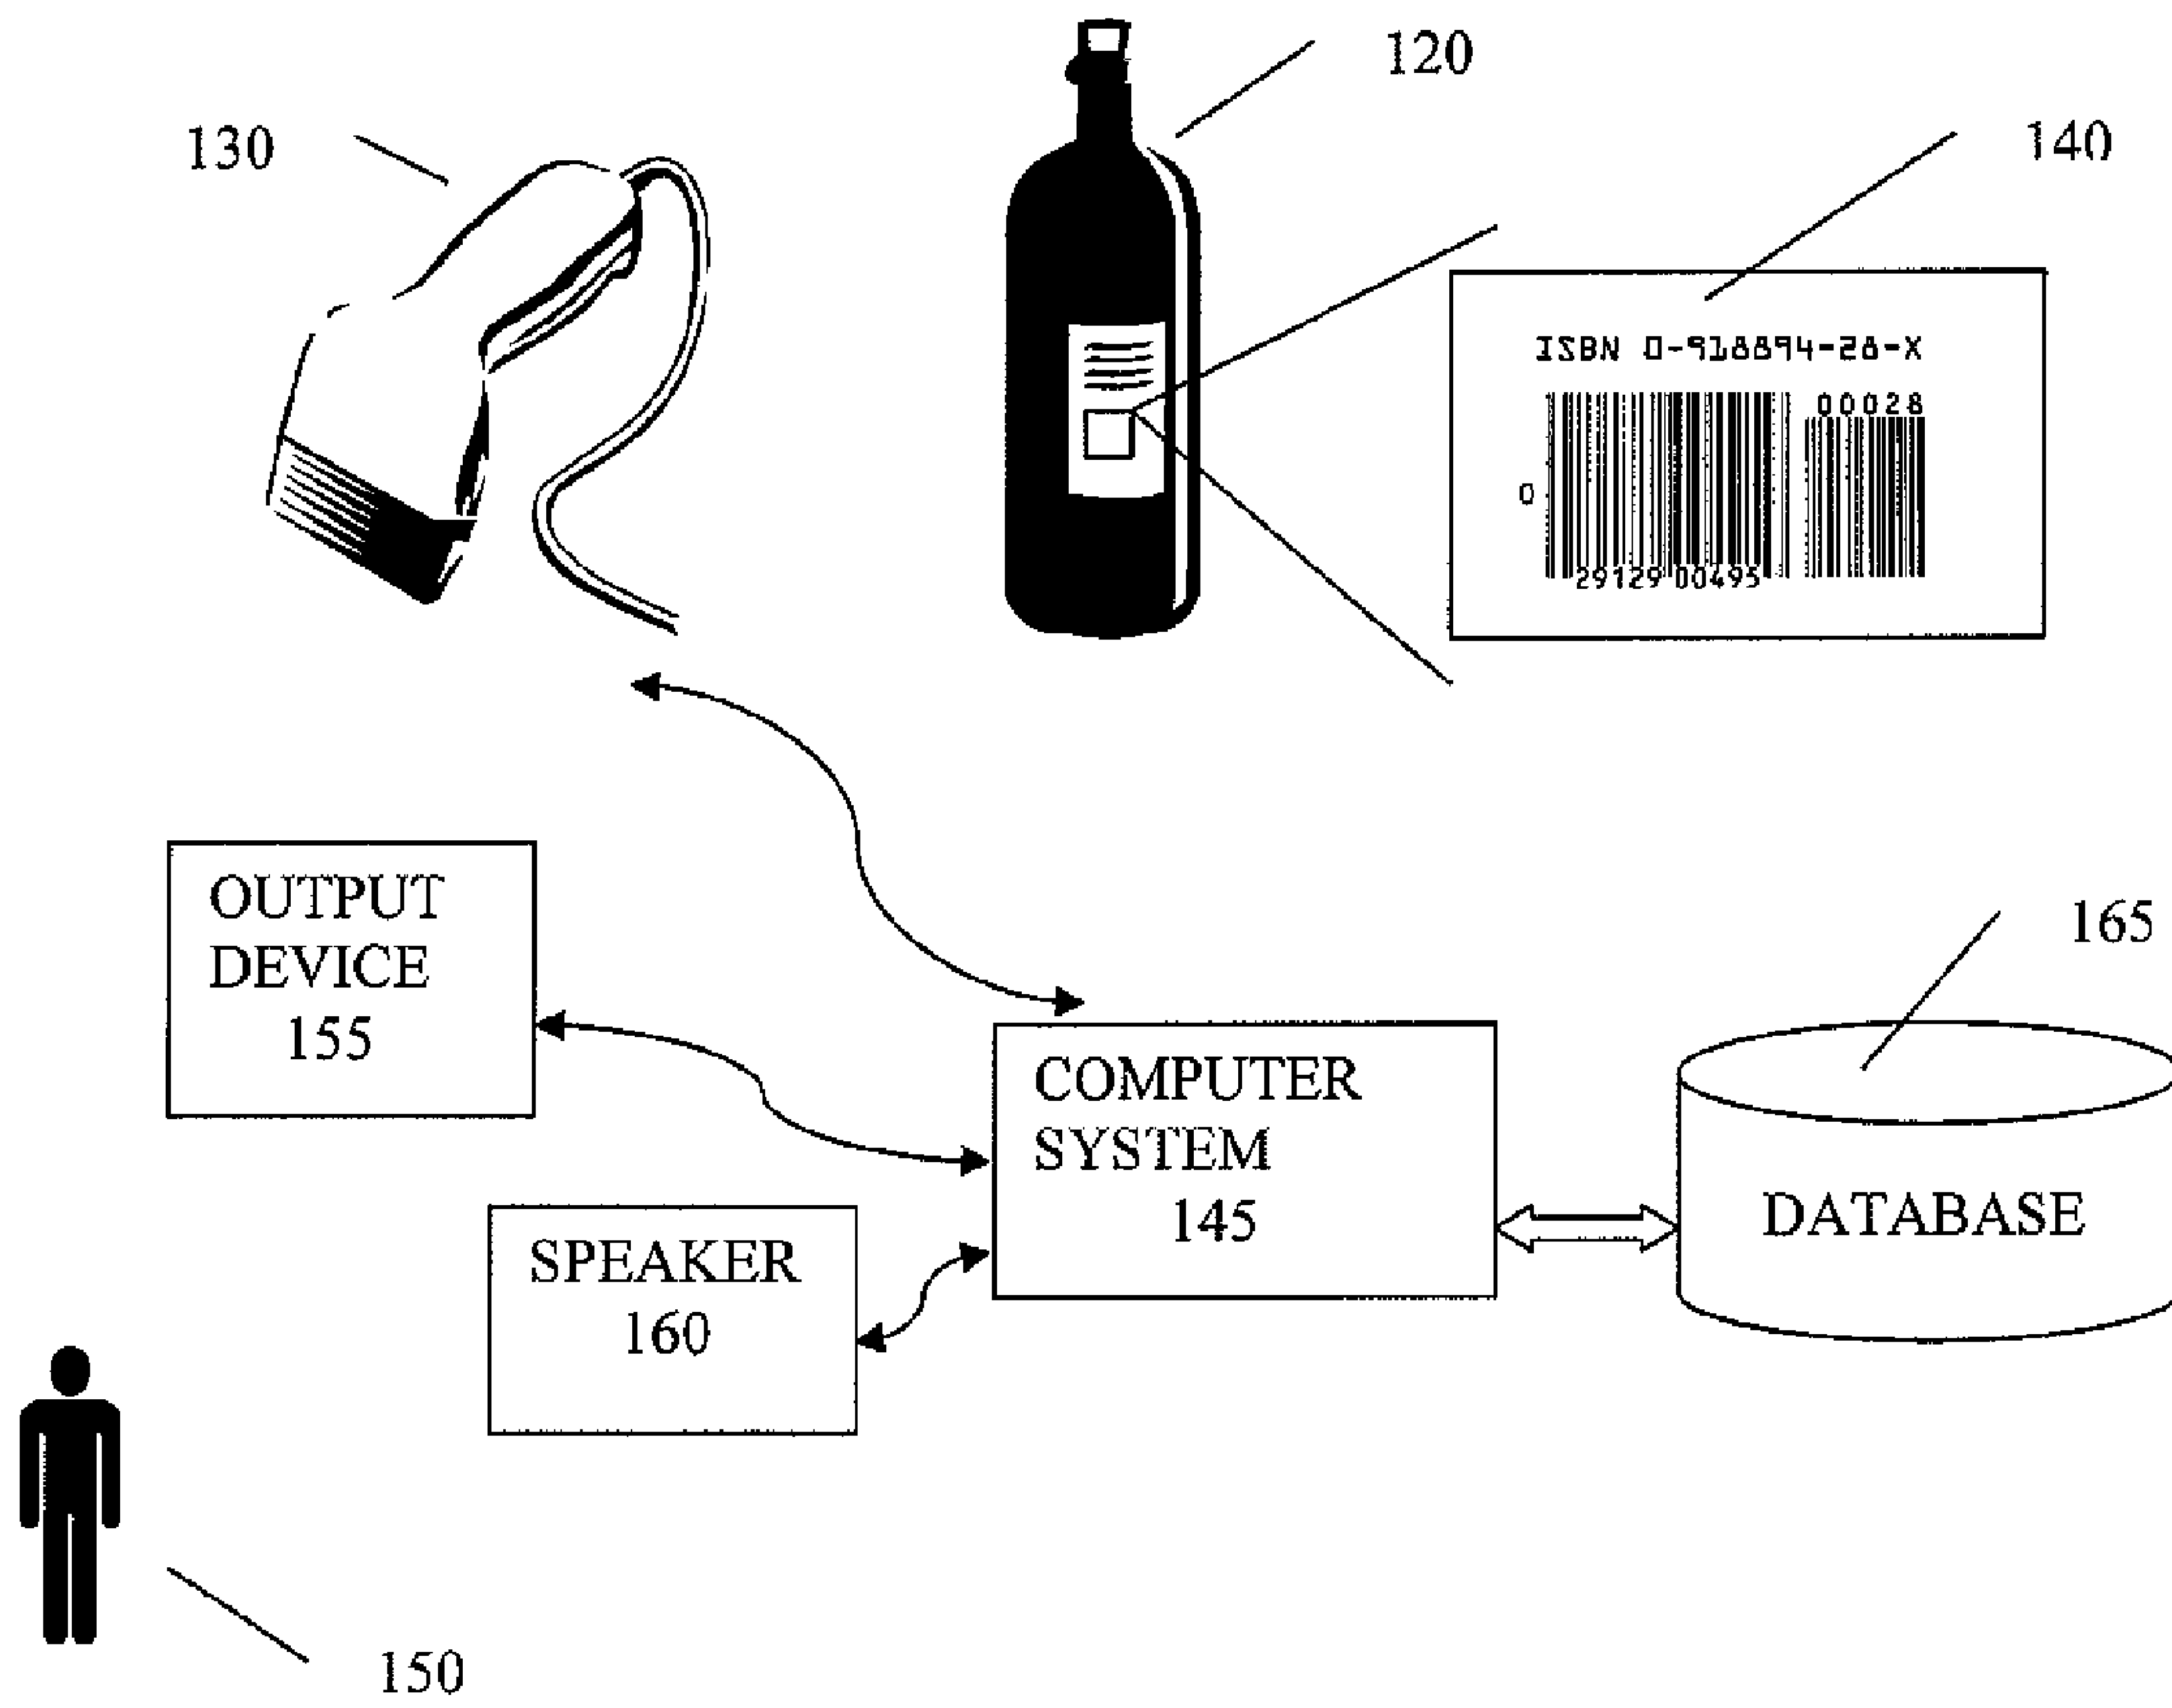 120
130
140
ISBN 0-918894-28-X
00028
0
29129 00495
OUTPUT
DEVICE
155
165
COMPUTER
SYSTEM
145
DATABASE
SPEAKER
160
150